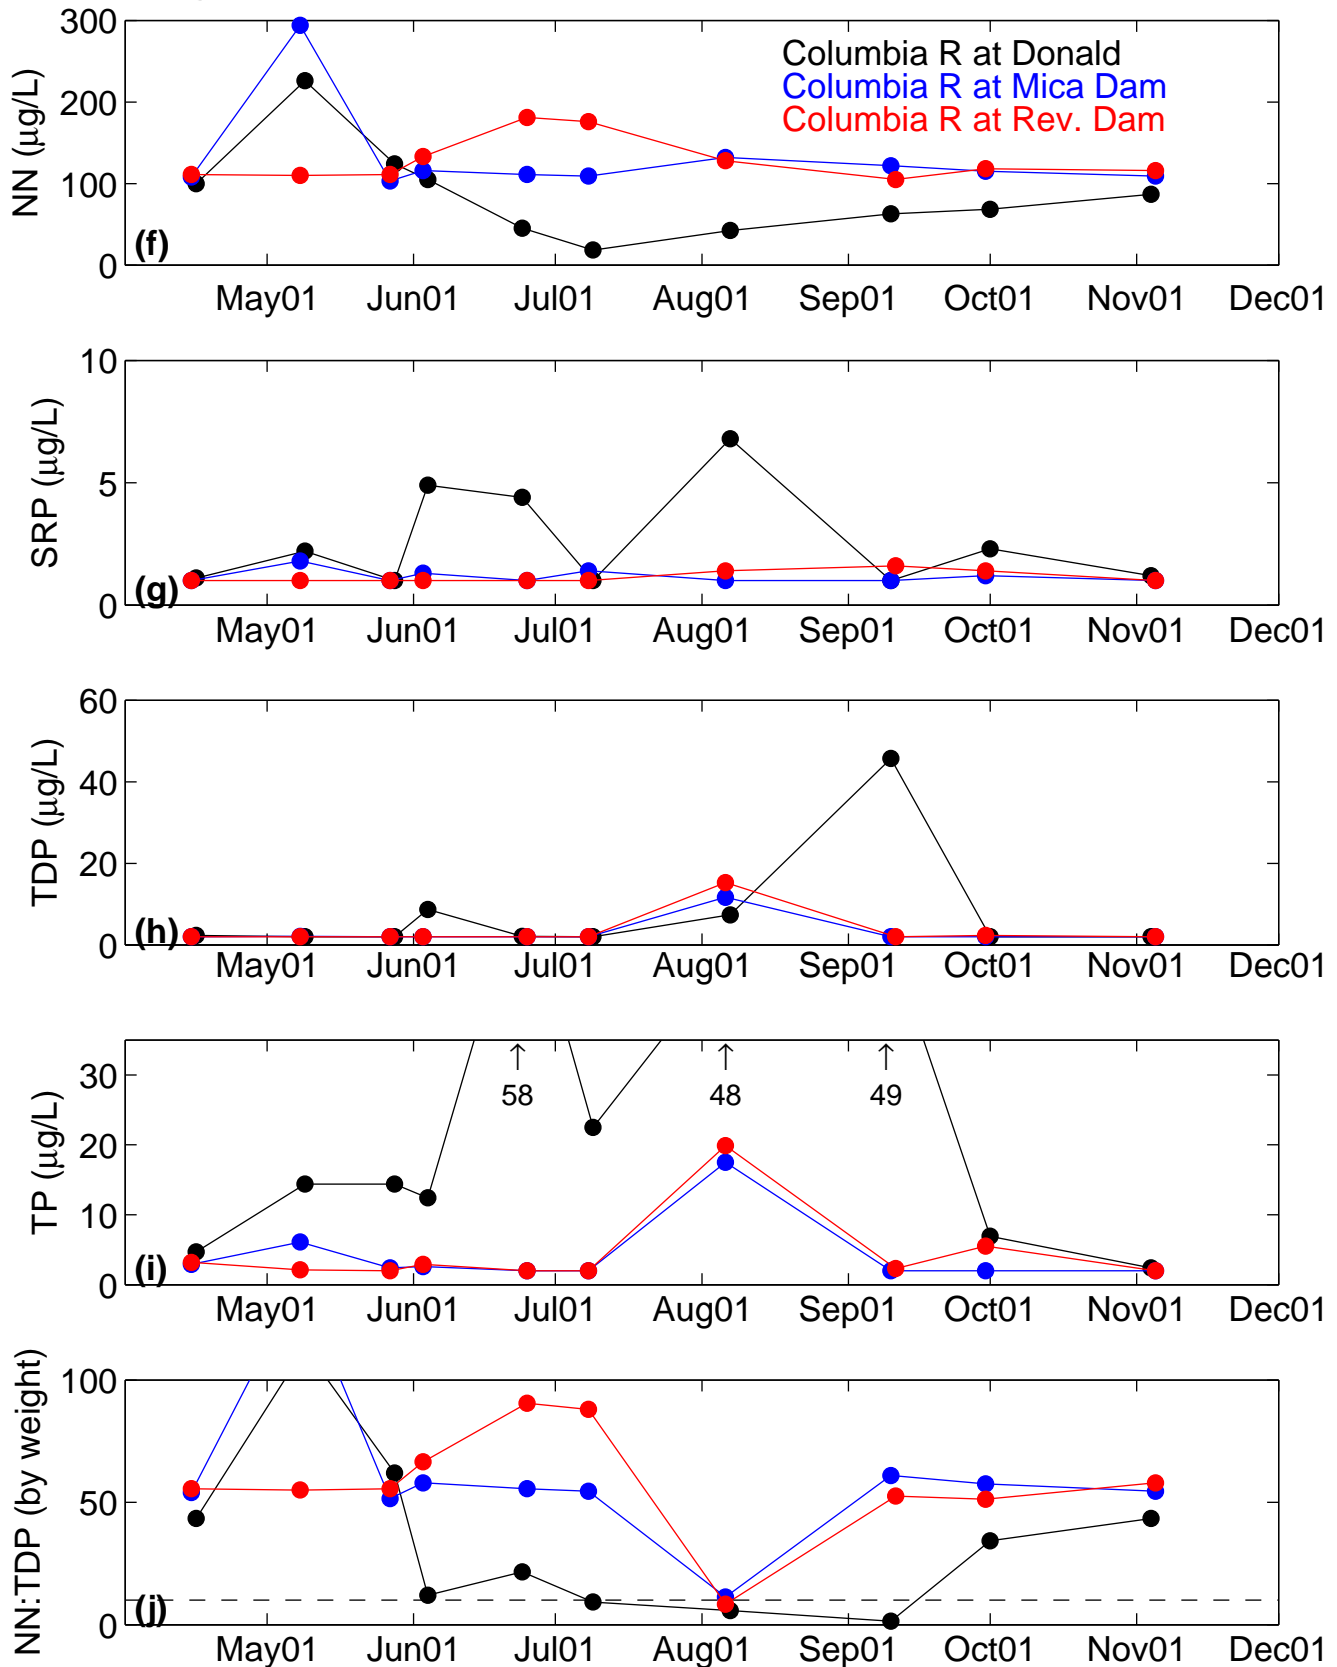 300
200
100
0
NN (µg/L)
Columbia R at Donald
Columbia R at Mica Dam
Columbia R at Rev. Dam
(f)
May01 Jun01 Jul01 Aug01 Sep01 Oct01 Nov01 Dec01
10
5
0
SRP (µg/L)
(g)
May01 Jun01 Jul01 Aug01 Sep01 Oct01 Nov01 Dec01
60
40
20
0
TDP (µg/L)
(h)
May01 Jun01 Jul01 Aug01 Sep01 Oct01 Nov01 Dec01
30
20
10
0
TP (µg/L)
↑ ↑ ↑
58 48 49
(i)
May01 Jun01 Jul01 Aug01 Sep01 Oct01 Nov01 Dec01
100
50
0
NN:TDP (by weight)
(j)
May01 Jun01 Jul01 Aug01 Sep01 Oct01 Nov01 Dec01